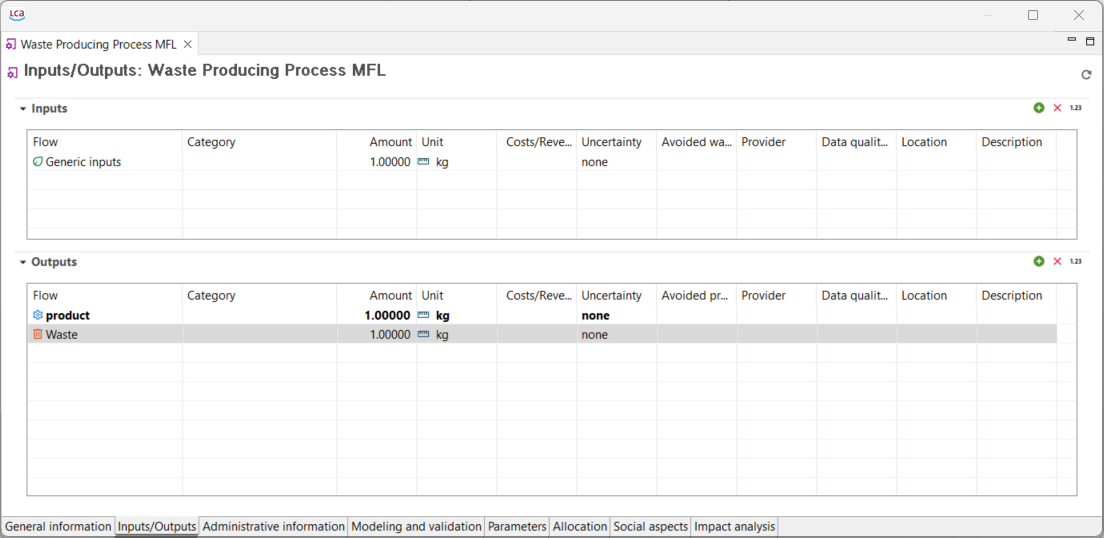 LCA
Waste Producing Process MFL
Inputs/Outputs: Waste Producing Process MFL
Inputs
1.23
Flow Category Amount Unit Costs/Reve... Uncertainty Avoided wa... Provider Data qualit... Location Description
Generic inputs 1.00000 kg none
Outputs
1.23
Flow Category Amount Unit Costs/Reve... Uncertainty Avoided pr... Provider Data qualit... Location Description
product 1.00000 kg none
Waste 1.00000 kg none
General information Inputs/Outputs Administrative information Modeling and validation Parameters Allocation Social aspects Impact analysis